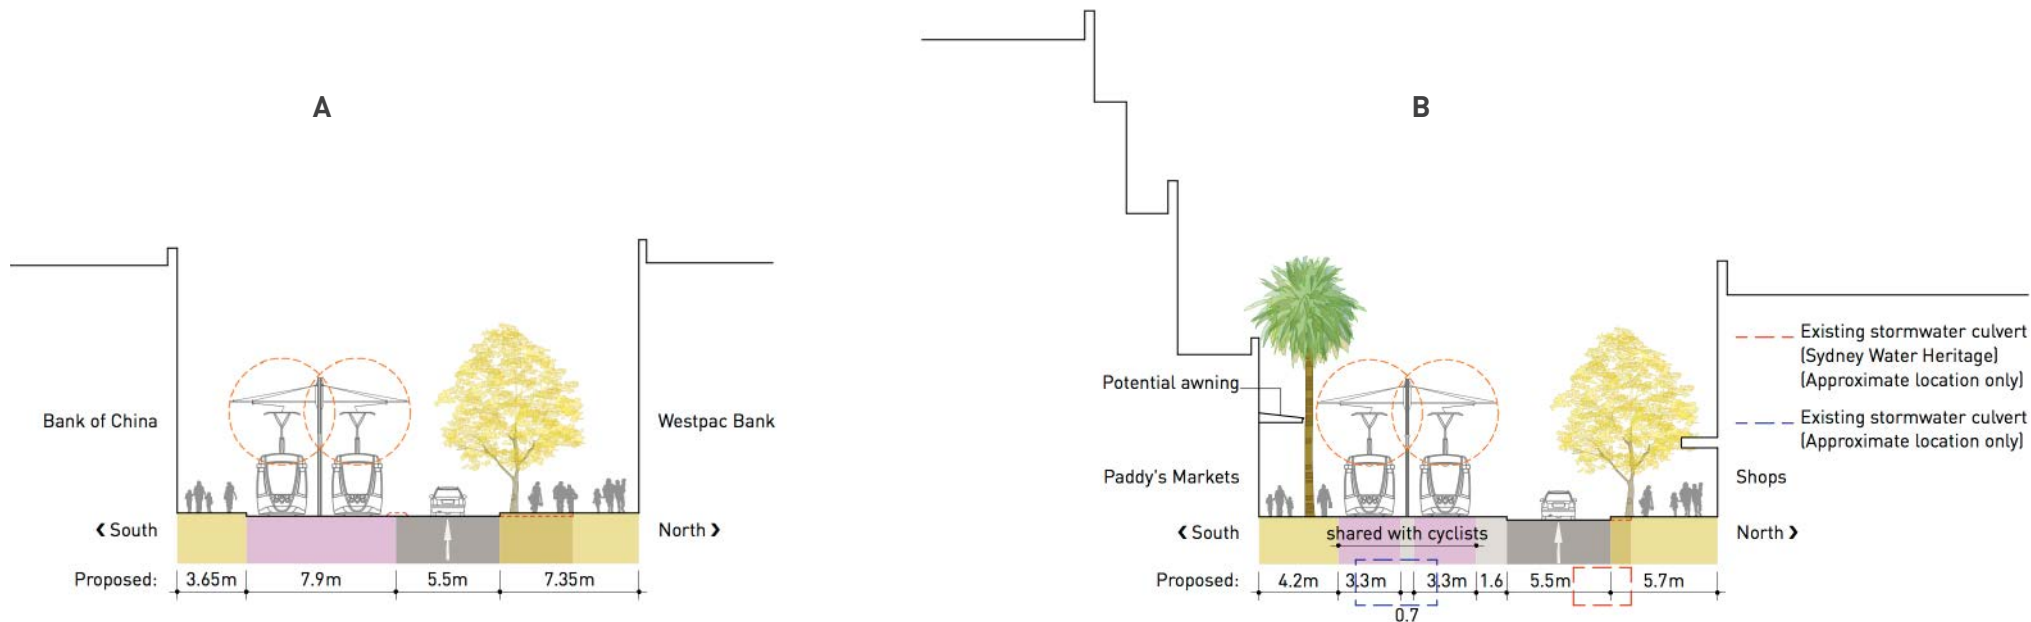 A
Bank of China
Westpac Bank
❮ South
North ❯
Proposed:
3.65m
7.9m
5.5m
7.35m
B
Potential awning
Paddy's Markets
Shops
❮ South
shared with cyclists
North ❯
Proposed:
4.2m
3.3m
3.3m
1.6
5.5m
5.7m
0.7
Existing stormwater culvert
(Sydney Water Heritage)
(Approximate location only)
Existing stormwater culvert
(Approximate location only)